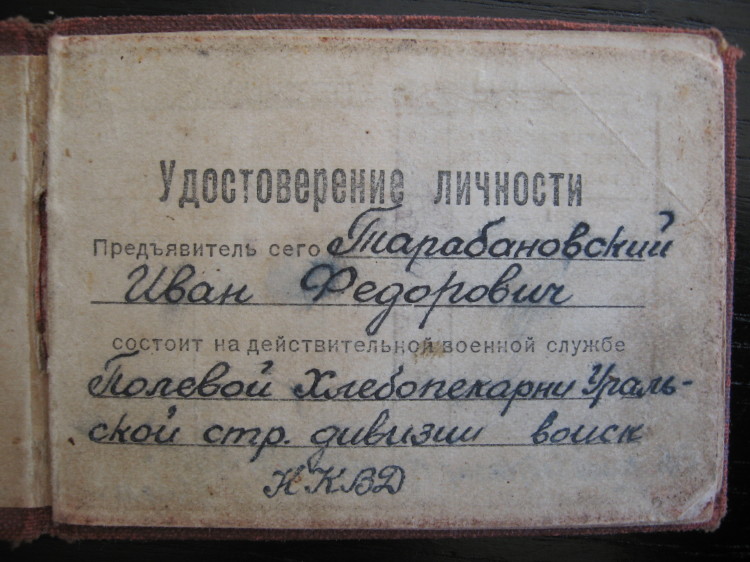 Удостоверение личности
Предъявитель сего Тарабановский
Иван Федорович
состоит на действительной военной службе
Полевой Хлебопекарни Ураль-
ской стр. дивизии войск
НКВД